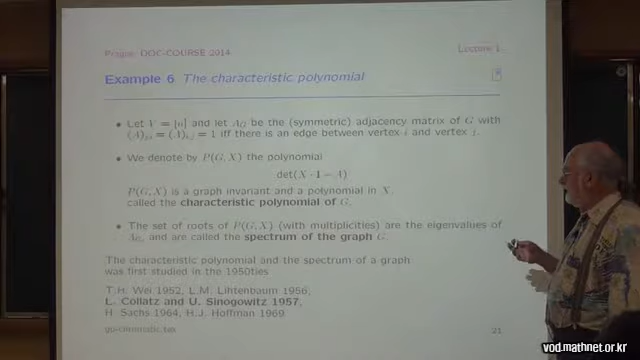 Prague, DOC-COURSE 2014 Lecture 1
Example 6 The characteristic polynomial
• Let V = [n] and let A_G be the (symmetric) adjacency matrix of G with
(A)_{j,i} = (A)_{i,j} = 1 iff there is an edge between vertex i and vertex j.
• We denote by P(G, X) the polynomial
det(X · 1 − A)
P(G, X) is a graph invariant and a polynomial in X,
called the characteristic polynomial of G.
• The set of roots of P(G, X) (with multiplicities) are the eigenvalues of
A_G, and are called the spectrum of the graph G.
The characteristic polynomial and the spectrum of a graph
was first studied in the 1950ties
T.H. Wei 1952, L.M. Lihtenbaum 1956,
L. Collatz and U. Sinogowitz 1957,
H. Sachs 1964, H.J. Hoffman 1969
gp-chromatic.tex 21
vod.mathnet.or.kr